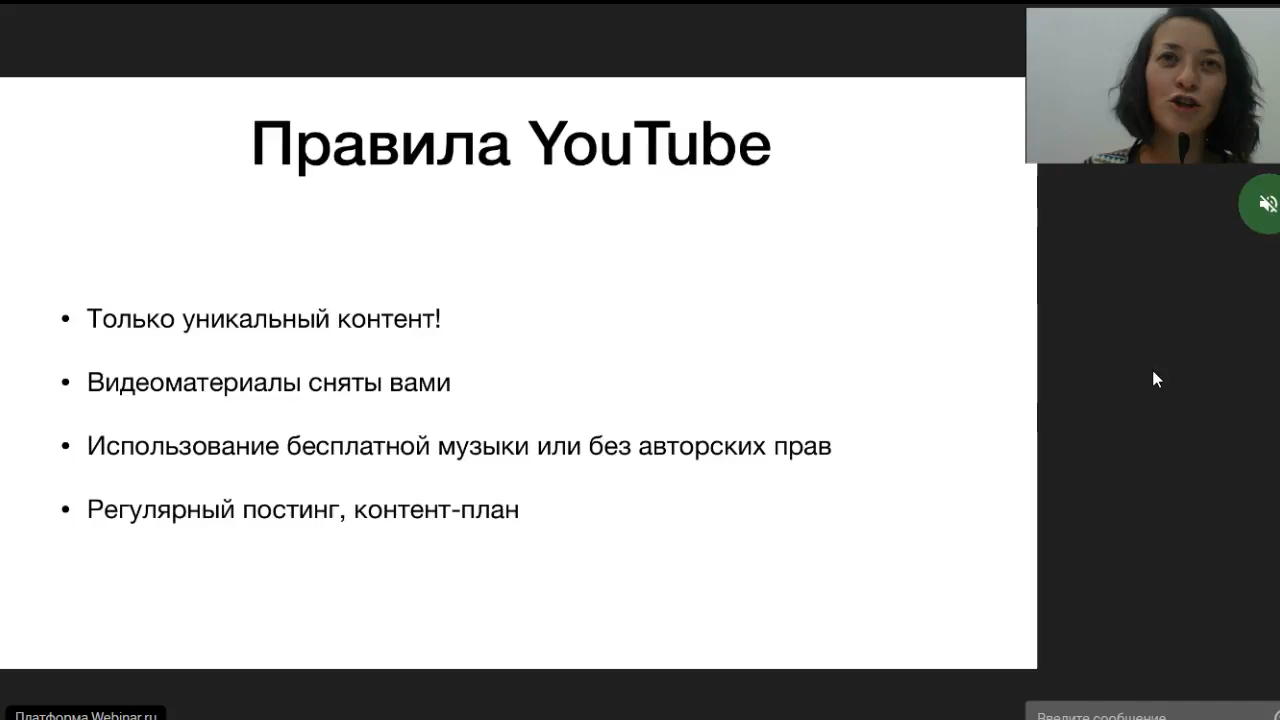 Правила YouTube
• Только уникальный контент!
• Видеоматериалы сняты вами
• Использование бесплатной музыки или без авторских прав
• Регулярный постинг, контент-план
Платформа Webinar.ru
Введите сообщение